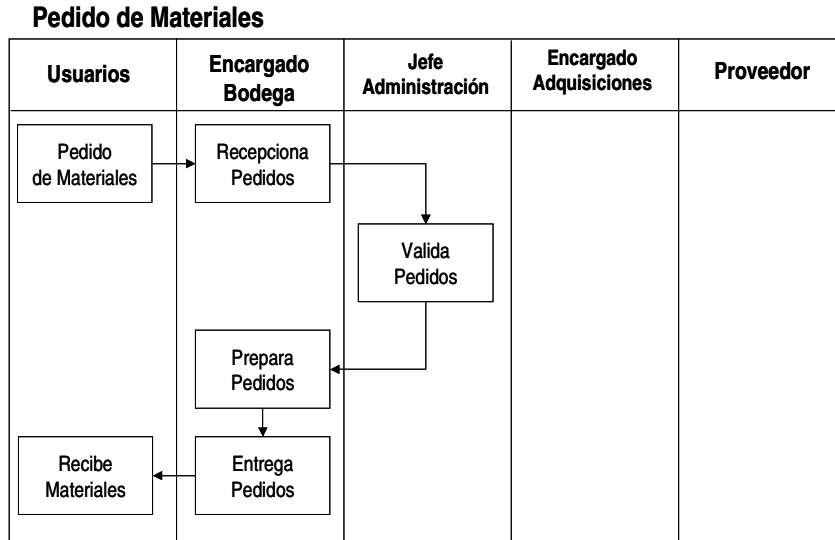 Pedido de Materiales
Usuarios
Encargado
Bodega
Jefe
Administración
Encargado
Adquisiciones
Proveedor
Pedido
de Materiales
Recepciona
Pedidos
Valida
Pedidos
Prepara
Pedidos
Recibe
Materiales
Entrega
Pedidos